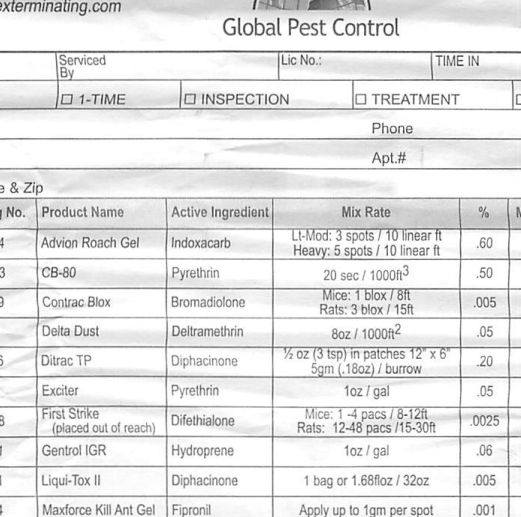 exterminating.com
Global Pest Control
Serviced By Lic No.: TIME IN
☐ 1-TIME ☐ INSPECTION ☐ TREATMENT
Phone
Apt.#
& Zip
No. Product Name Active Ingredient Mix Rate %
4 Advion Roach Gel Indoxacarb Lt-Mod: 3 spots / 10 linear ft .60
Heavy: 5 spots / 10 linear ft
3 CB-80 Pyrethrin 20 sec / 1000ft³ .50
9 Contrac Blox Bromadiolone Mice: 1 blox / 8ft .005
Rats: 3 blox / 15ft
Delta Dust Deltramethrin 8oz / 1000ft² .05
6 Ditrac TP Diphacinone ½ oz (3 tsp) in patches 12" x 6" .20
5gm (.18oz) / burrow
Exciter Pyrethrin 1oz / gal .05
8 First Strike Difethialone Mice: 1 -4 pacs / 8-12ft .0025
(placed out of reach) Rats: 12-48 pacs /15-30ft
Gentrol IGR Hydroprene 1oz / gal .06
Liqui-Tox II Diphacinone 1 bag or 1.68floz / 32oz .005
4 Maxforce Kill Ant Gel Fipronil Apply up to 1gm per spot .001